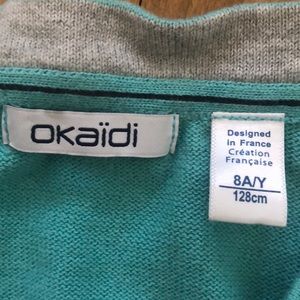 okaïdi
Designed
in France
Création
Française
8A/Y
128cm